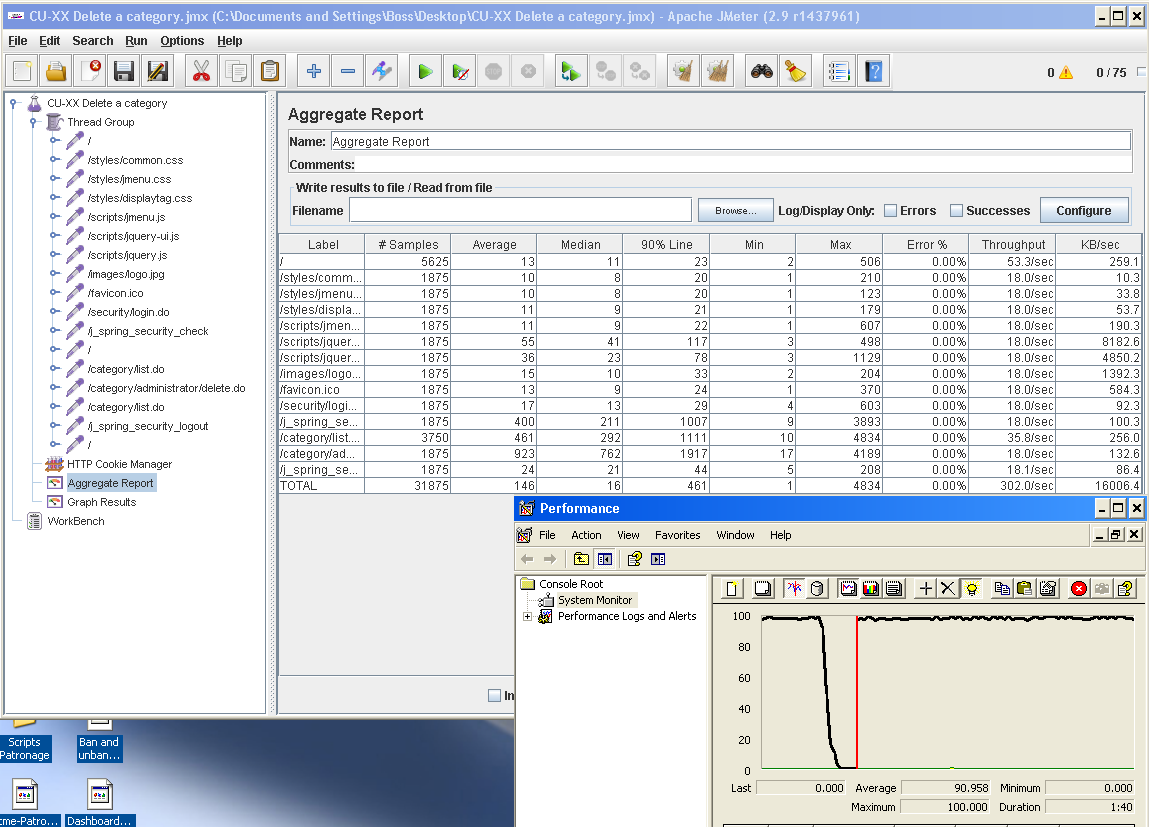 CU-XX Delete a category.jmx (C:\Documents and Settings\Boss\Desktop\CU-XX Delete a category.jmx) - Apache JMeter (2.9 r1437961)
File Edit Search Run Options Help
0 0 / 75
CU-XX Delete a category
Thread Group
/
/styles/common.css
/styles/jmenu.css
/styles/displaytag.css
/scripts/jmenu.js
/scripts/jquery-ui.js
/scripts/jquery.js
/images/logo.jpg
/favicon.ico
/security/login.do
/j_spring_security_check
/
/category/list.do
/category/administrator/delete.do
/category/list.do
/j_spring_security_logout
/
HTTP Cookie Manager
Aggregate Report
Graph Results
WorkBench
Aggregate Report
Name: Aggregate Report
Comments:
Write results to file / Read from file
Filename Browse... Log/Display Only: Errors Successes Configure
Label # Samples Average Median 90% Line Min Max Error % Throughput KB/sec
/ 5625 13 11 23 2 506 0.00% 53.3/sec 259.1
/styles/comm... 1875 10 8 20 1 210 0.00% 18.0/sec 10.3
/styles/jmenu... 1875 10 8 20 1 123 0.00% 18.0/sec 33.8
/styles/displa... 1875 11 9 21 1 179 0.00% 18.0/sec 53.7
/scripts/jmen... 1875 11 9 22 1 607 0.00% 18.0/sec 190.3
/scripts/jquer... 1875 55 41 117 3 498 0.00% 18.0/sec 8182.6
/scripts/jquer... 1875 36 23 78 3 1129 0.00% 18.0/sec 4850.2
/images/logo... 1875 15 10 33 2 204 0.00% 18.0/sec 1392.3
/favicon.ico 1875 13 9 24 1 370 0.00% 18.0/sec 584.3
/security/logi... 1875 17 13 29 4 603 0.00% 18.0/sec 92.3
/j_spring_se... 1875 400 211 1007 9 3893 0.00% 18.0/sec 100.3
/category/list.... 3750 461 292 1111 10 4834 0.00% 35.8/sec 256.0
/category/ad... 1875 923 762 1917 17 4189 0.00% 18.0/sec 132.6
/j_spring_se... 1875 24 21 44 5 208 0.00% 18.1/sec 86.4
TOTAL 31875 146 16 461 1 4834 0.00% 302.0/sec 16006.4
In
Performance
File Action View Favorites Window Help
Console Root
System Monitor
Performance Logs and Alerts
100
80
60
40
20
0
Last 0.000 Average 90.958 Minimum 0.000
Maximum 100.000 Duration 1:40
Scripts
Patronage
Ban and
unban...
cme-Patro...
Dashboard...